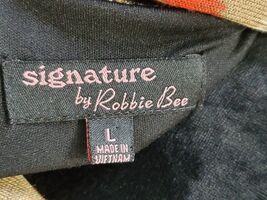 signature
by Robbie Bee
L
MADE IN
VIETNAM